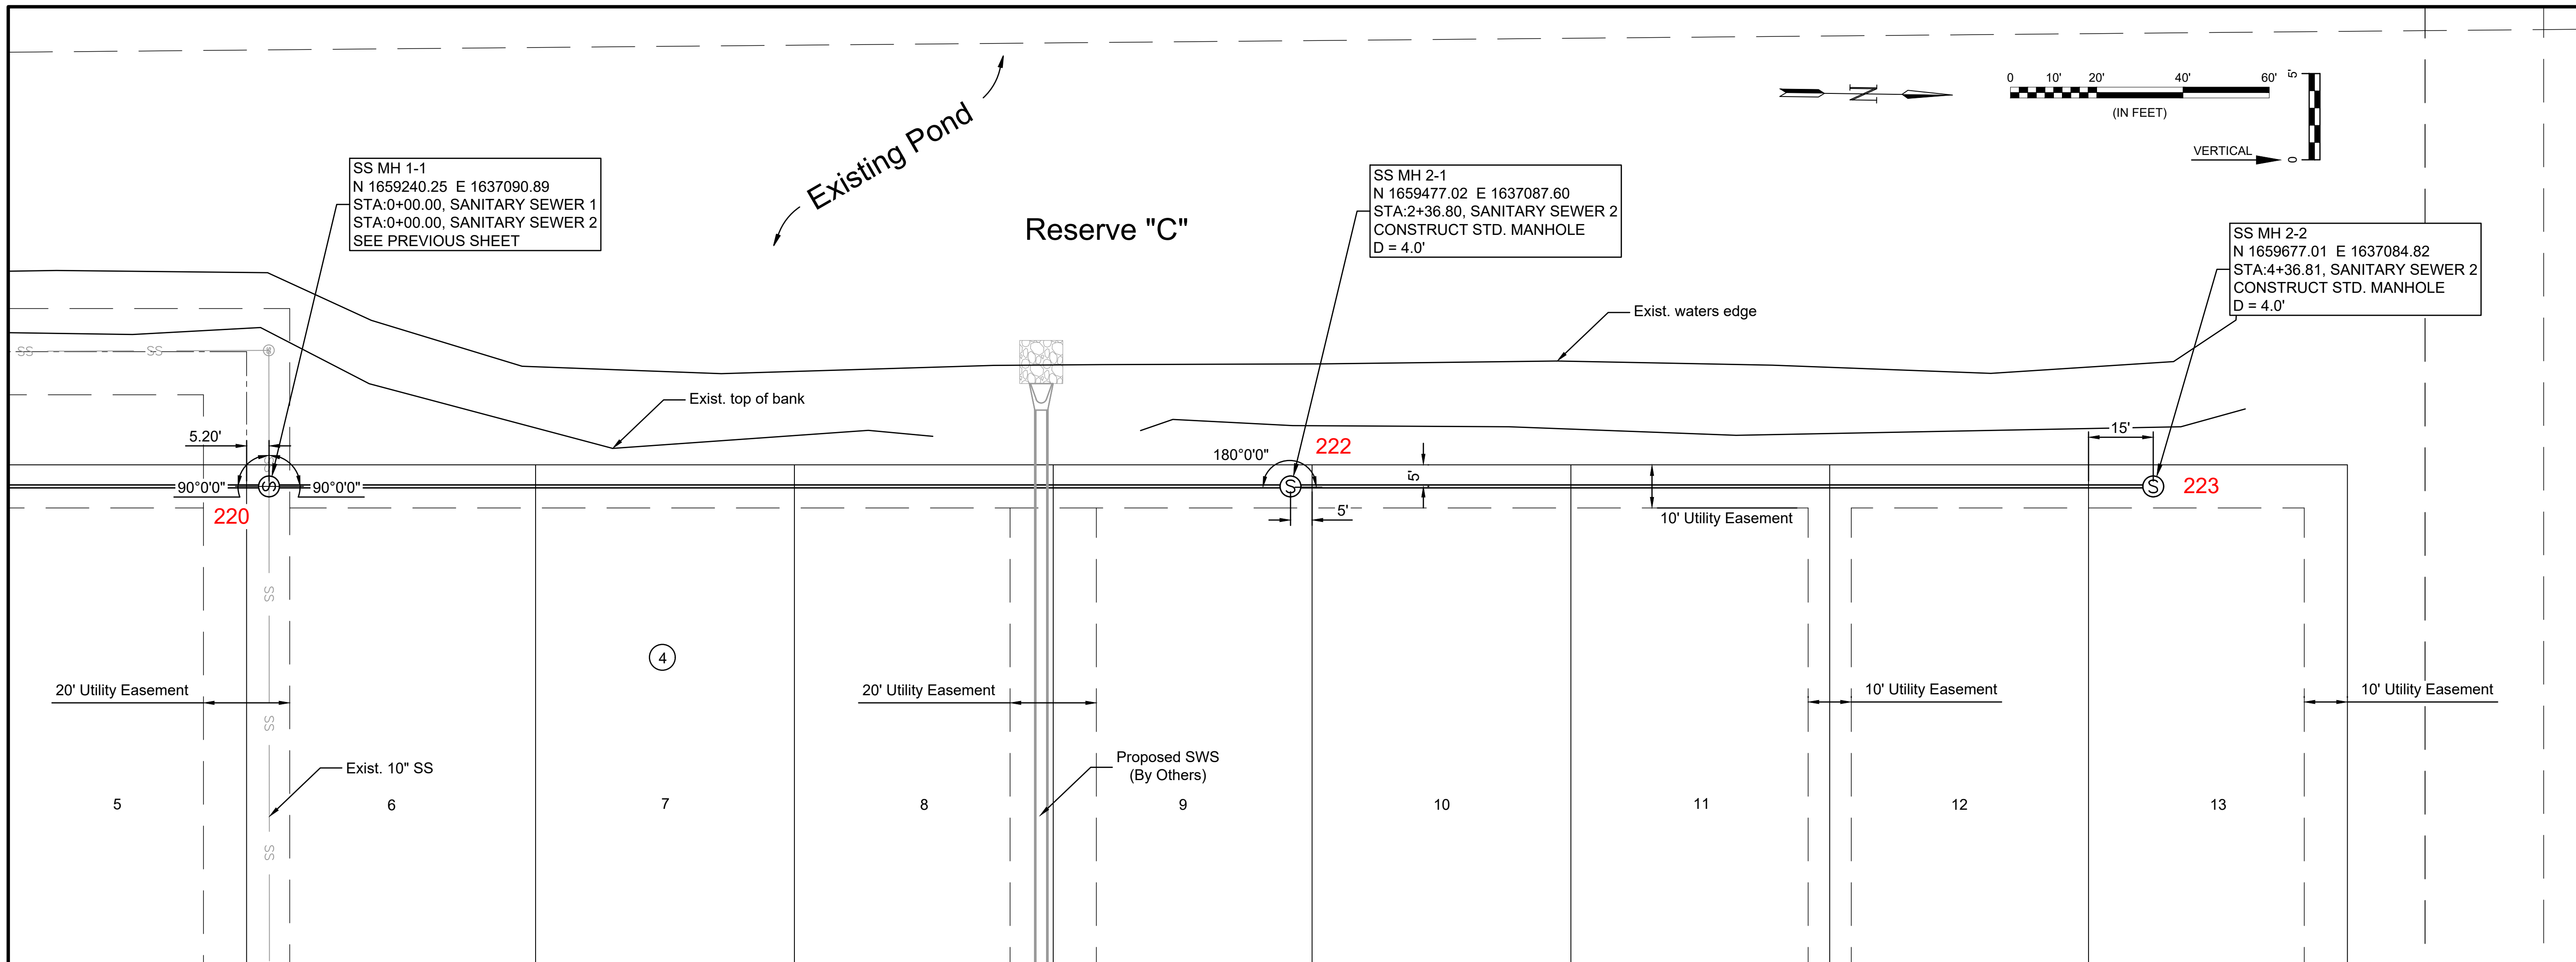 0 10' 20' 40' 60'
(IN FEET)
5'
0
VERTICAL
N
Existing Pond
Reserve "C"
SS MH 1-1
N 1659240.25 E 1637090.89
STA:0+00.00, SANITARY SEWER 1
STA:0+00.00, SANITARY SEWER 2
SEE PREVIOUS SHEET
SS MH 2-1
N 1659477.02 E 1637087.60
STA:2+36.80, SANITARY SEWER 2
CONSTRUCT STD. MANHOLE
D = 4.0'
SS MH 2-2
N 1659677.01 E 1637084.82
STA:4+36.81, SANITARY SEWER 2
CONSTRUCT STD. MANHOLE
D = 4.0'
Exist. waters edge
SS SS
Exist. top of bank
5.20'
SS
15'
180°0'0"
222
5'
90°0'0"
S
90°0'0"
S
S
223
220
5'
10' Utility Easement
SS
4
20' Utility Easement
20' Utility Easement
10' Utility Easement
10' Utility Easement
SS
Exist. 10" SS
Proposed SWS
(By Others)
5 6 7 8 9 10 11 12 13
SS